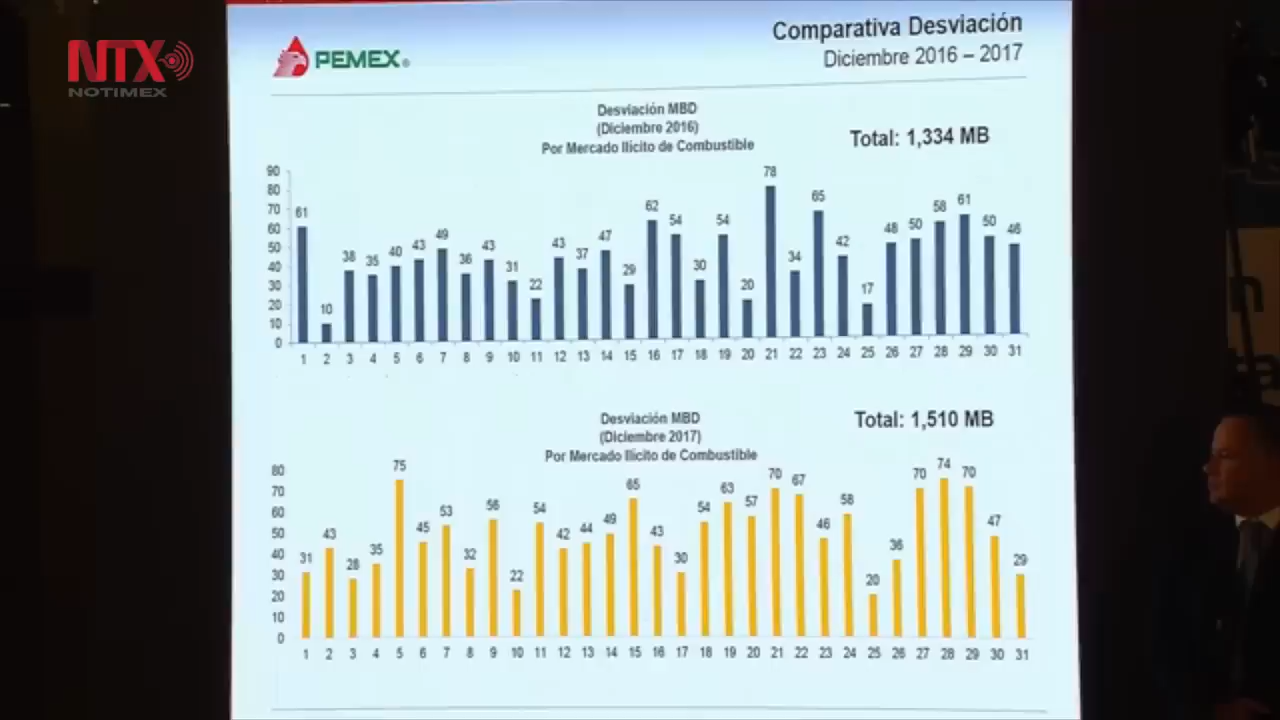 NTX
NOTIMEX
PEMEX®
Comparativa Desviación
Diciembre 2016 – 2017
Desviación MBD
(Diciembre 2016)
Por Mercado Ilícito de Combustible
Total: 1,334 MB
90
80
70
60
50
40
30
20
10
0
61 10 38 35 40 43 49 36 43 31 22 43 37 47 29 62 54 30 54 20 78 34 65 42 17 48 50 58 61 50 46
1 2 3 4 5 6 7 8 9 10 11 12 13 14 15 16 17 18 19 20 21 22 23 24 25 26 27 28 29 30 31
Desviación MBD
(Diciembre 2017)
Por Mercado Ilícito de Combustible
Total: 1,510 MB
80
70
60
50
40
30
20
10
0
31 43 28 35 75 45 53 32 56 22 54 42 44 49 65 43 30 54 63 57 70 67 46 58 20 36 70 74 70 47 29
1 2 3 4 5 6 7 8 9 10 11 12 13 14 15 16 17 18 19 20 21 22 23 24 25 26 27 28 29 30 31